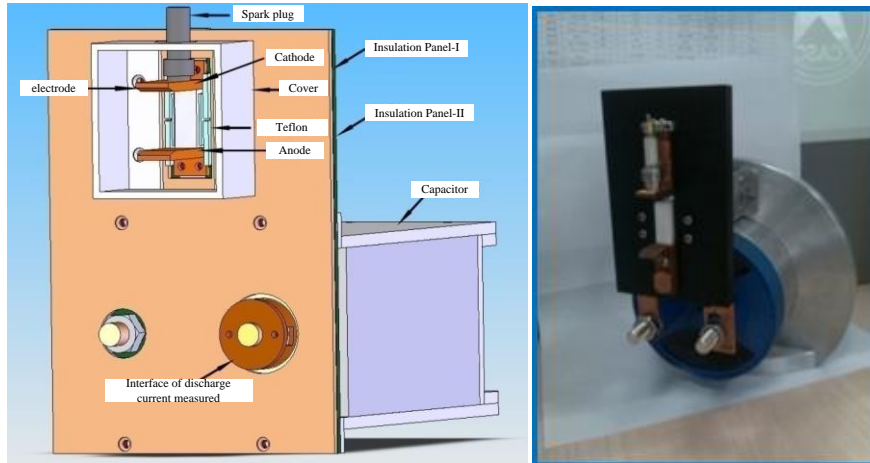 Spark plug
Insulation Panel-I
Cathode
electrode
Cover
Insulation Panel-II
Teflon
Anode
Capacitor
Interface of discharge
current measured